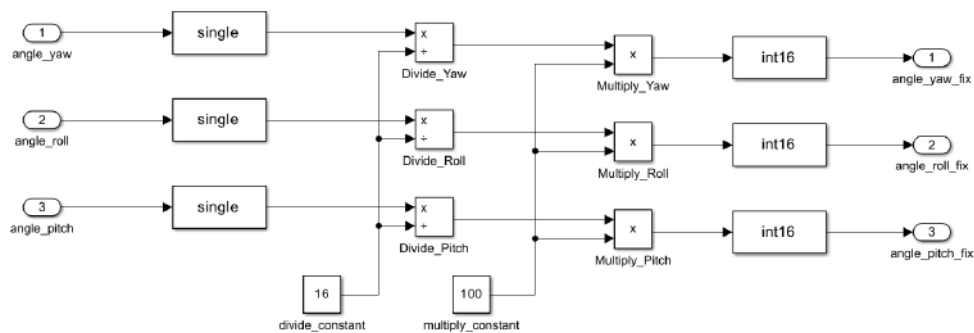 1
angle_yaw
single
x
÷
Divide_Yaw
x
Multiply_Yaw
int16
1
angle_yaw_fix
2
angle_roll
single
x
÷
Divide_Roll
x
Multiply_Roll
int16
2
angle_roll_fix
3
angle_pitch
single
x
÷
Divide_Pitch
x
Multiply_Pitch
int16
3
angle_pitch_fix
16
divide_constant
100
multiply_constant